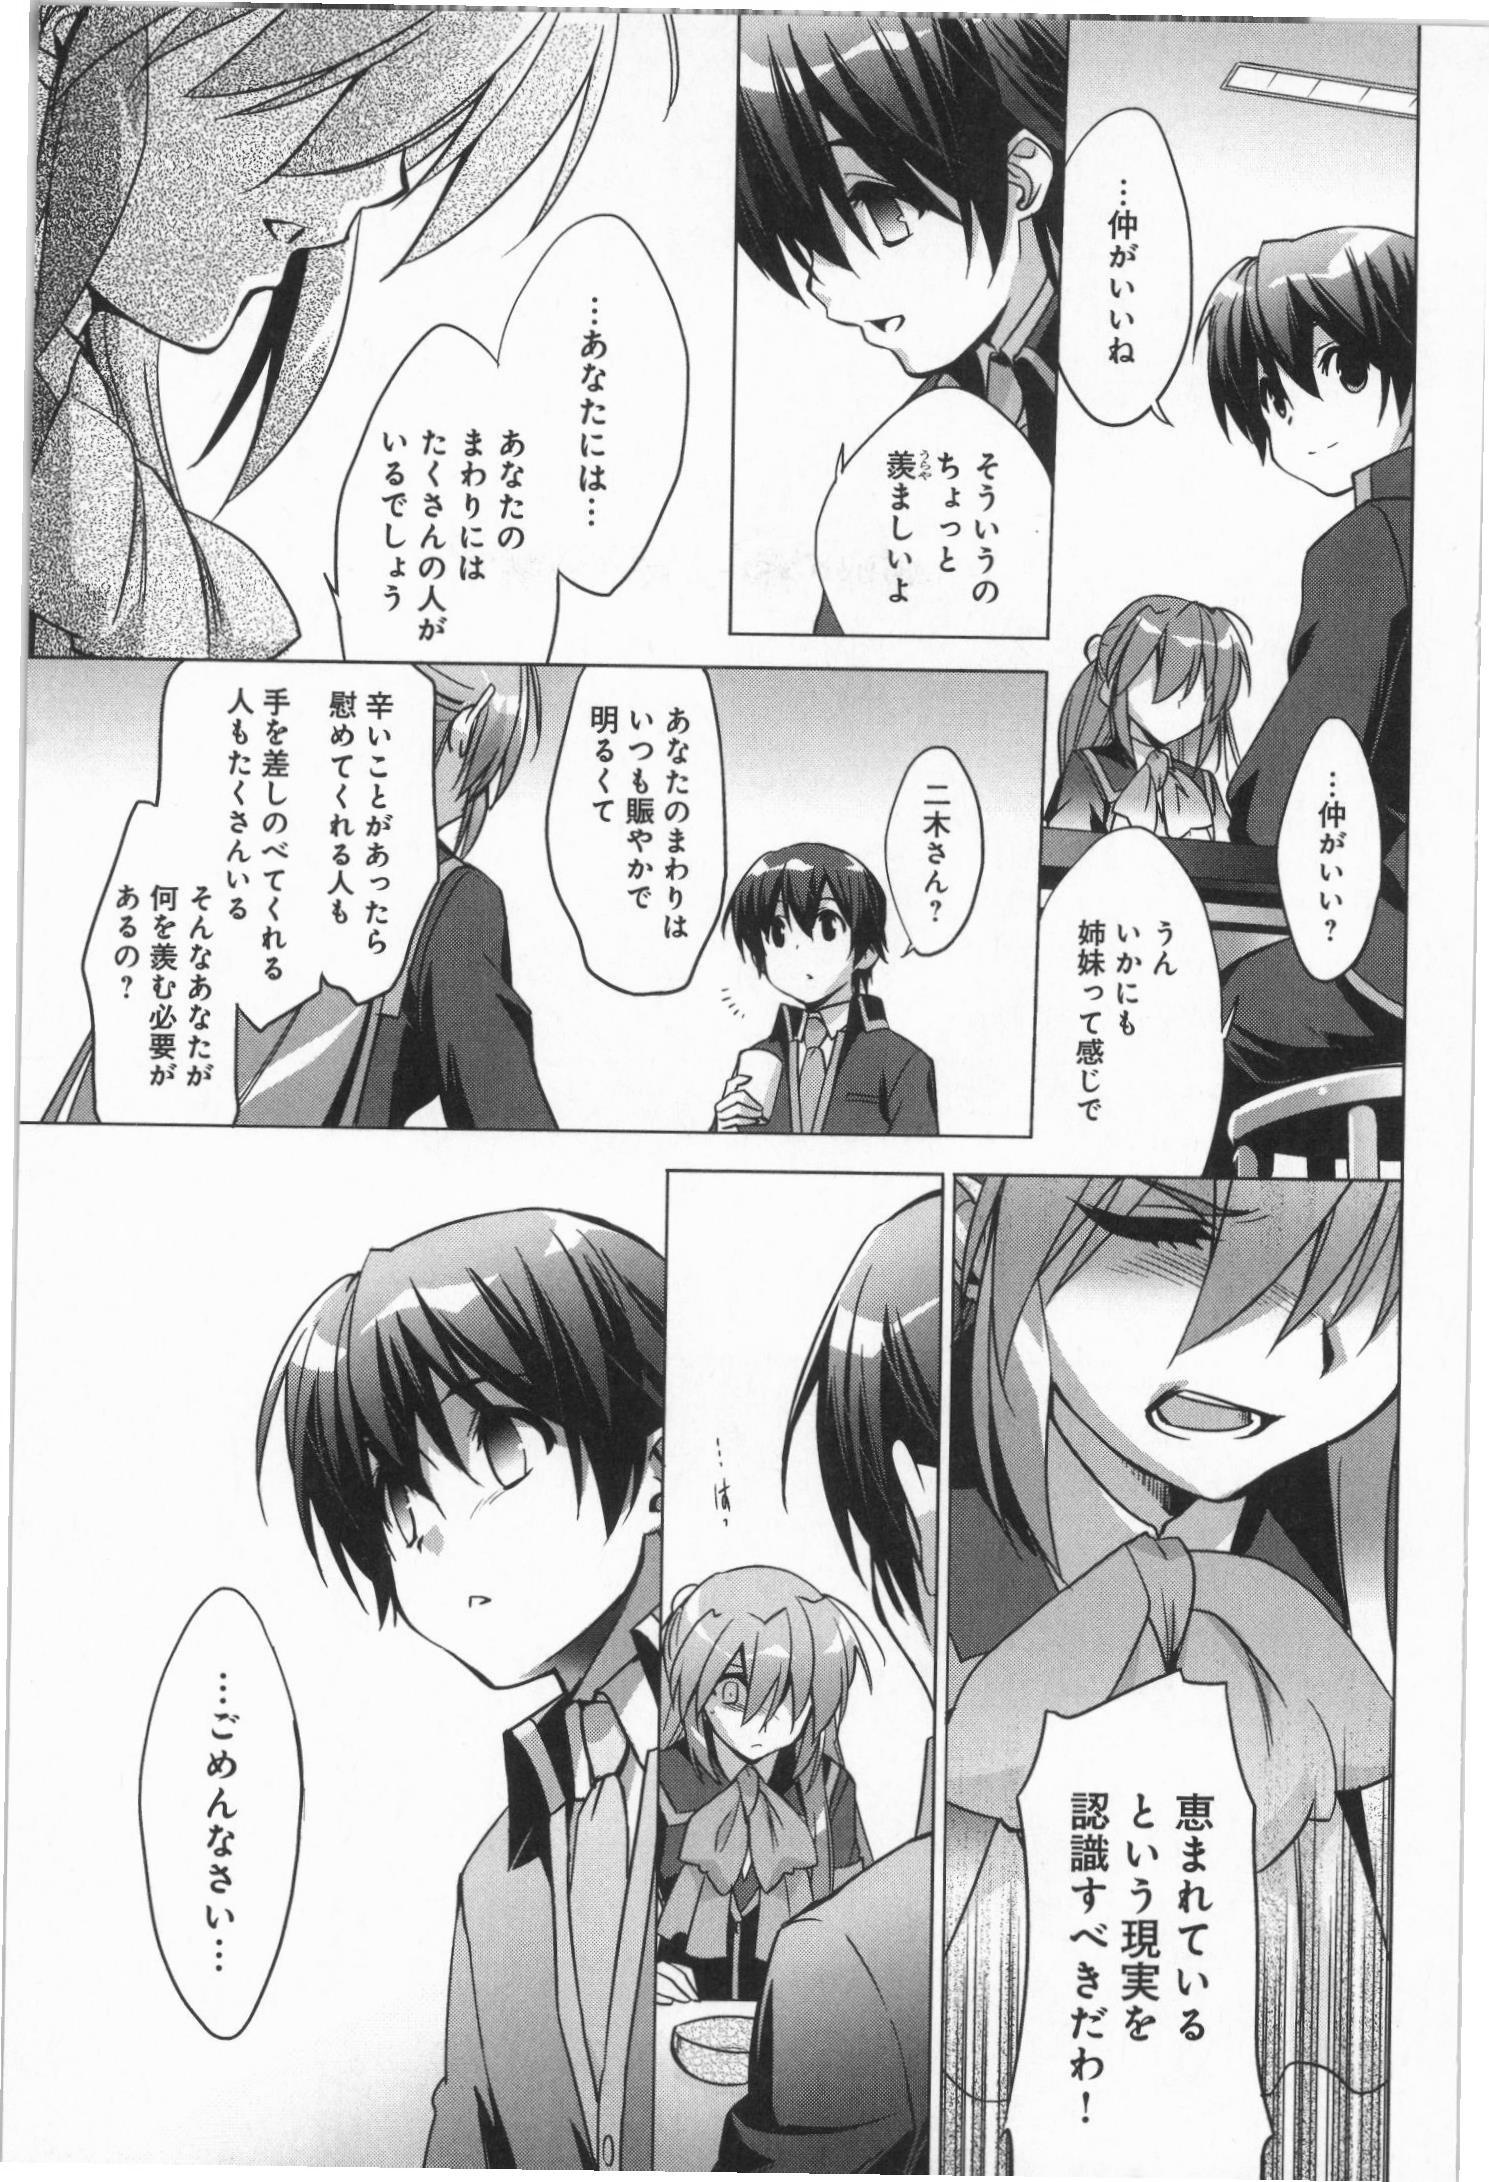 …仲がいいね
…仲がいい？
うん
いかにも
姉妹って感じで
そういうの
ちょっと
羨ましいよ
うらや
…あなたには…
あなたの
まわりには
たくさんの人が
いるでしょう
二木さん？
あなたのまわりは
いつも賑やかで
明るくて
辛いことがあったら
慰めてくれる人も
手を差しのべてくれる
人もたくさんいる
そんなあなたが
何を羨む必要が
あるの？
恵まれている
という現実を
認識すべきだわ！
…はっ
…ごめんなさい…